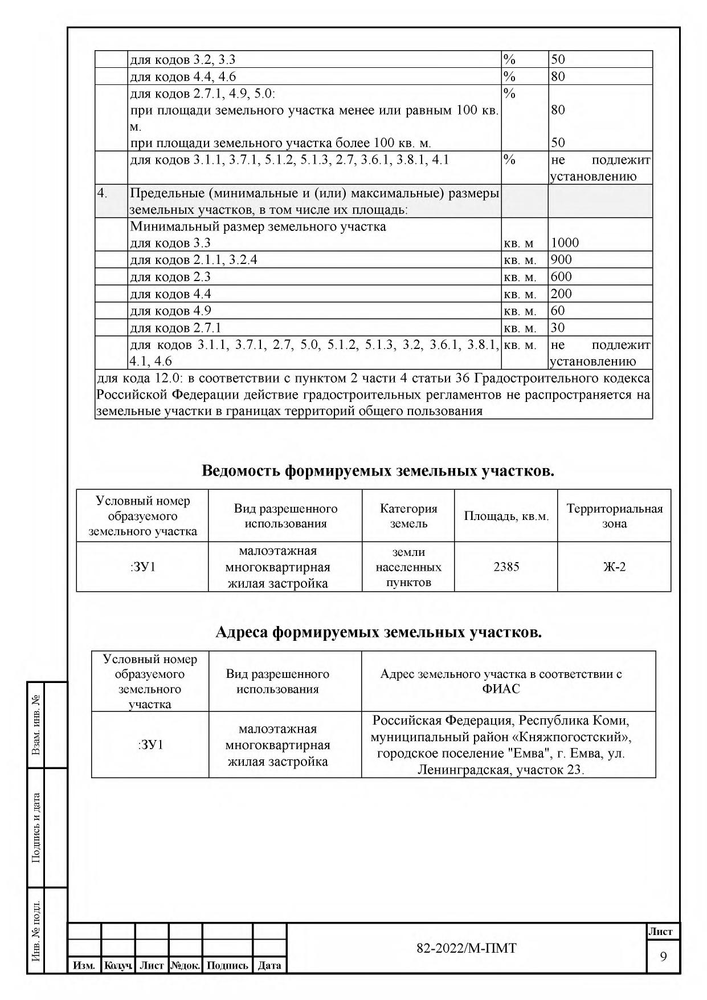 для кодов 3.2, 3.3 % 50
для кодов 4.4, 4.6 % 80
для кодов 2.7.1, 4.9, 5.0: %
при площади земельного участка менее или равным 100 кв. 80
м.
при площади земельного участка более 100 кв. м. 50
для кодов 3.1.1, 3.7.1, 5.1.2, 5.1.3, 2.7, 3.6.1, 3.8.1, 4.1 % не подлежит
установлению
4. Предельные (минимальные и (или) максимальные) размеры
земельных участков, в том числе их площадь:
Минимальный размер земельного участка
для кодов 3.3 кв. м 1000
для кодов 2.1.1, 3.2.4 кв. м. 900
для кодов 2.3 кв. м. 600
для кодов 4.4 кв. м. 200
для кодов 4.9 кв. м. 60
для кодов 2.7.1 кв. м. 30
для кодов 3.1.1, 3.7.1, 2.7, 5.0, 5.1.2, 5.1.3, 3.2, 3.6.1, 3.8.1, кв. м. не подлежит
4.1, 4.6 установлению
для кода 12.0: в соответствии с пунктом 2 части 4 статьи 36 Градостроительного кодекса
Российской Федерации действие градостроительных регламентов не распространяется на
земельные участки в границах территорий общего пользования
Ведомость формируемых земельных участков.
Условный номер
образуемого
земельного участка
Вид разрешенного
использования
Категория
земель
Площадь, кв.м.
Территориальная
зона
:ЗУ1
малоэтажная
многоквартирная
жилая застройка
земли
населенных
пунктов
2385
Ж-2
Адреса формируемых земельных участков.
Условный номер
образуемого
земельного
участка
Вид разрешенного
использования
Адрес земельного участка в соответствии с
ФИАС
:ЗУ1
малоэтажная
многоквартирная
жилая застройка
Российская Федерация, Республика Коми,
муниципальный район «Княжпогостский»,
городское поселение "Емва", г. Емва, ул.
Ленинградская, участок 23.
Взам. инв. №
Подпись и дата
Инв. № подл.
Изм. Колуч. Лист №док. Подпись Дата
82-2022/М-ПМТ
Лист
9